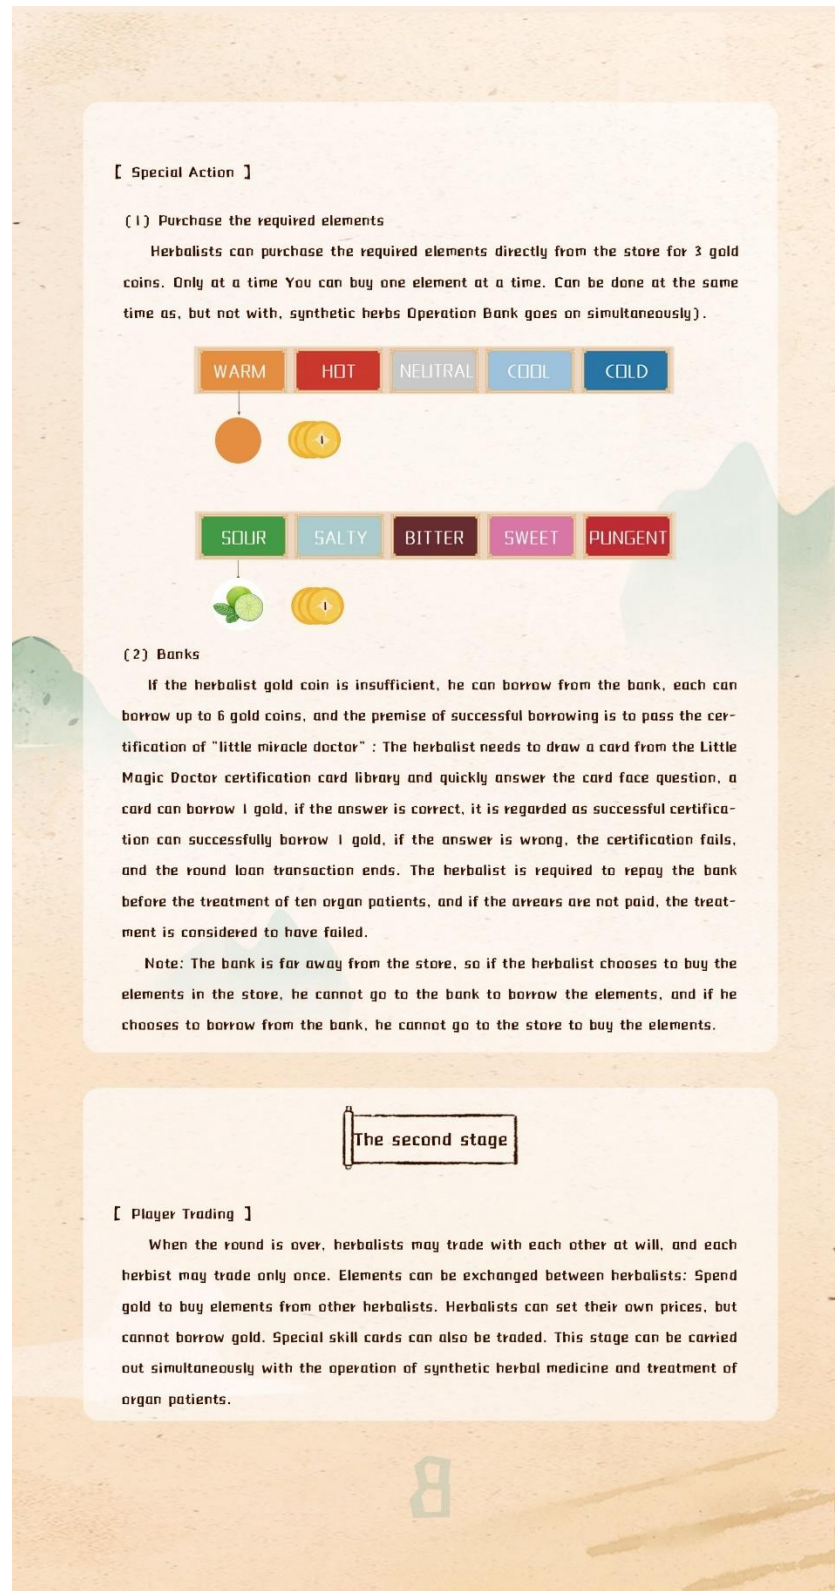 [ Special Action ]
(1) Purchase the required elements
Herbalists can purchase the required elements directly from the store for 3 gold
coins. Only at a time You can buy one element at a time. Can be done at the same
time as, but not with, synthetic herbs Operation Bank goes on simultaneously).
WARM HOT NEUTRAL COOL COLD
1
SOUR SALTY BITTER SWEET PUNGENT
1
(2) Banks
If the herbalist gold coin is insufficient, he can borrow from the bank, each can
borrow up to 6 gold coins, and the premise of successful borrowing is to pass the cer-
tification of "little miracle doctor" : The herbalist needs to draw a card from the Little
Magic Doctor certification card library and quickly answer the card face question, a
card can borrow 1 gold, if the answer is correct, it is regarded as successful certifica-
tion can successfully borrow 1 gold, if the answer is wrong, the certification fails,
and the round loan transaction ends. The herbalist is required to repay the bank
before the treatment of ten organ patients, and if the arrears are not paid, the treat-
ment is considered to have failed.
Note: The bank is far away from the store, so if the herbalist chooses to buy the
elements in the store, he cannot go to the bank to borrow the elements, and if he
chooses to borrow from the bank, he cannot go to the store to buy the elements.
The second stage
[ Player Trading ]
When the round is over, herbalists may trade with each other at will, and each
herbist may trade only once. Elements can be exchanged between herbalists: Spend
gold to buy elements from other herbalists. Herbalists can set their own prices, but
cannot borrow gold. Special skill cards can also be traded. This stage can be carried
out simultaneously with the operation of synthetic herbal medicine and treatment of
organ patients.
8